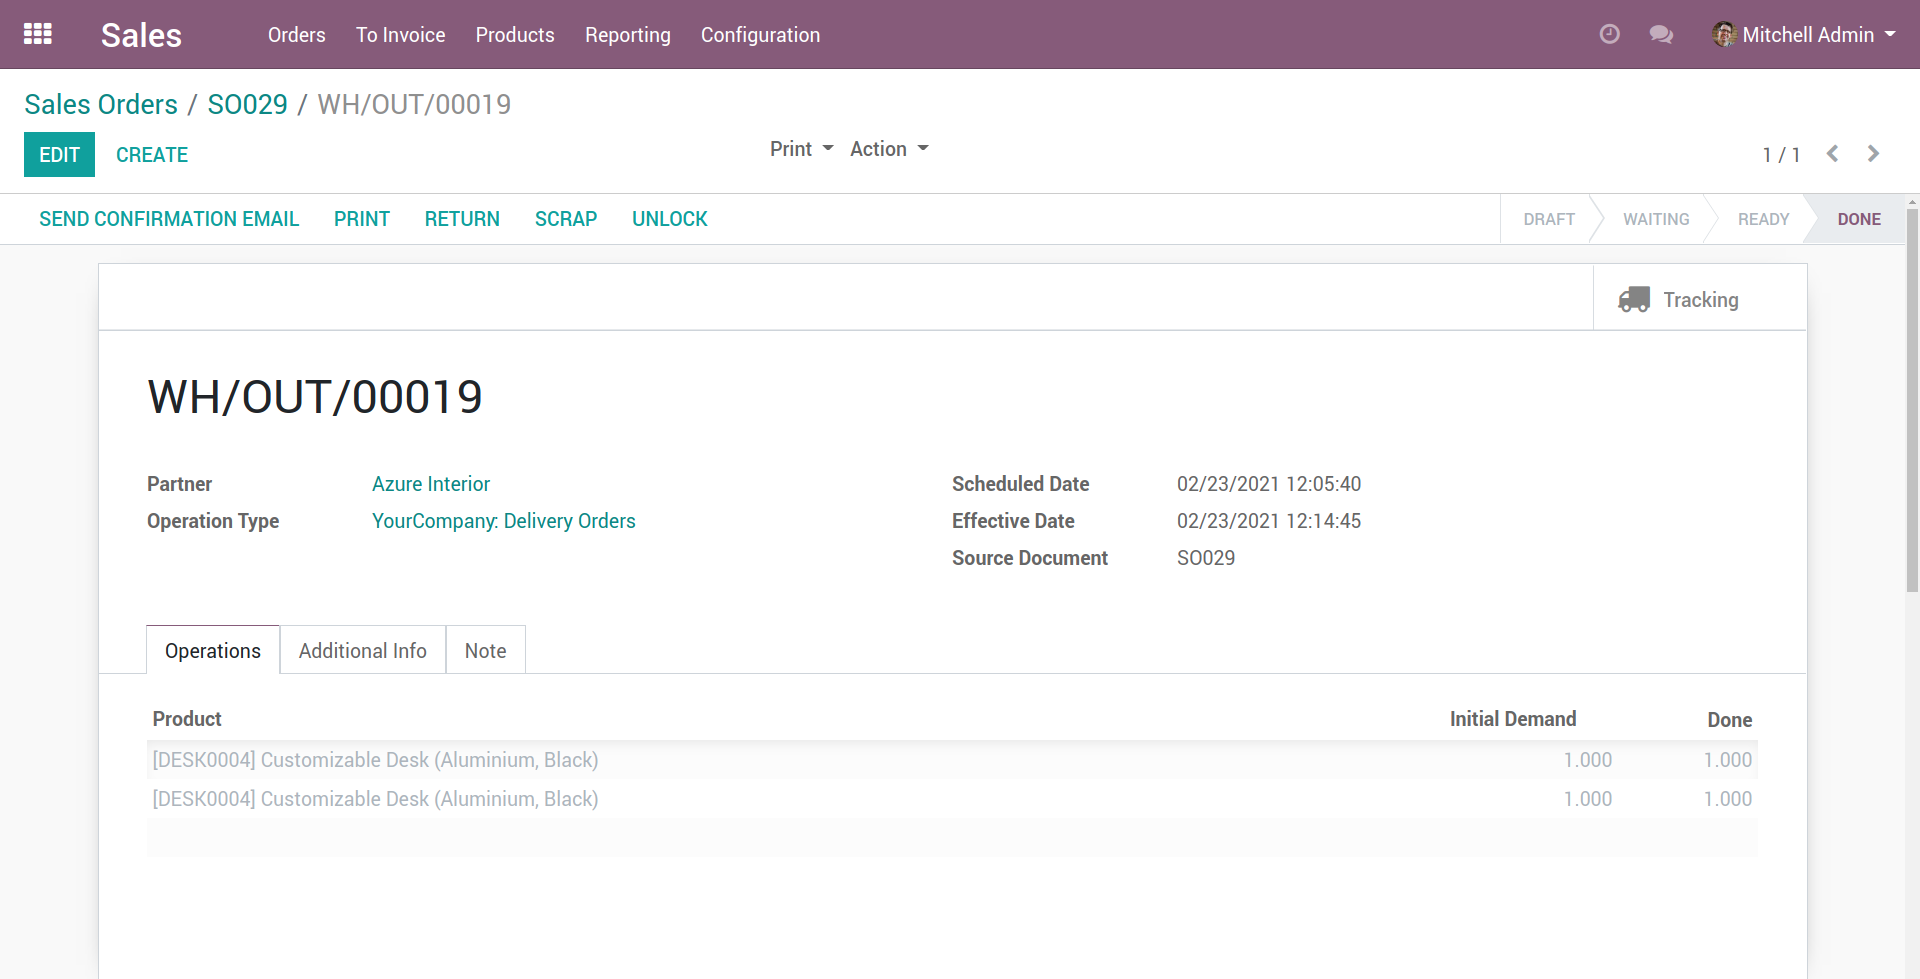 Sales Orders To Invoice Products Reporting Configuration Mitchell Admin
Sales Orders / SO029 / WH/OUT/00019
EDIT CREATE Print Action 1 / 1
SEND CONFIRMATION EMAIL PRINT RETURN SCRAP UNLOCK DRAFT WAITING READY DONE
Tracking
WH/OUT/00019
Partner Azure Interior Scheduled Date 02/23/2021 12:05:40
Operation Type YourCompany: Delivery Orders Effective Date 02/23/2021 12:14:45
Source Document SO029
Operations Additional Info Note
Product Initial Demand Done
[DESK0004] Customizable Desk (Aluminium, Black) 1.000 1.000
[DESK0004] Customizable Desk (Aluminium, Black) 1.000 1.000